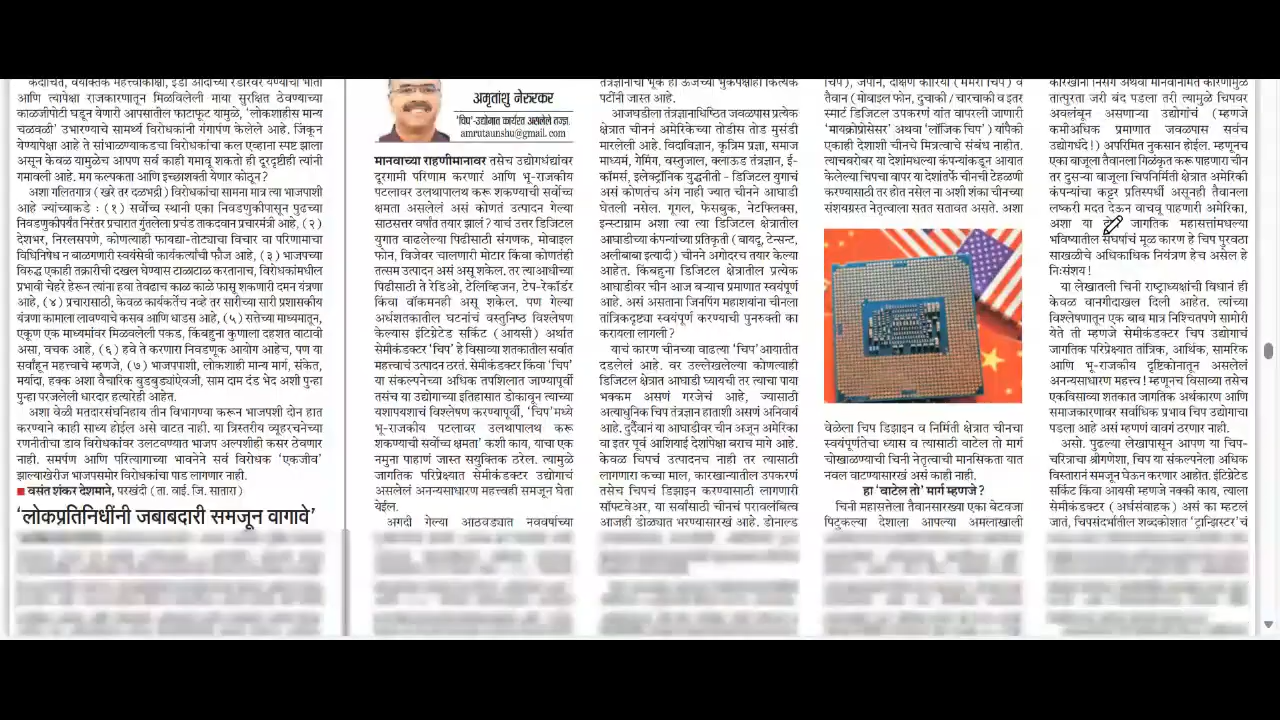 कदाचित, वैयक्तिक महत्त्वाकांक्षा, इडी आदींच्या रडारवर येण्याची भीती
आणि त्यापेक्षा राजकारणातून मिळविलेली माया सुरक्षित ठेवण्याच्या
काळजीपोटी घडून येणारी आपसातील फाटाफूट यामुळे, 'लोकशाहीस मान्य
चळवळी' उभारण्याचे सामर्थ्य विरोधकांनी गंगार्पण केलेले आहे. जिंकून
येण्यापेक्षा आहे ते सांभाळण्याकडचा विरोधकांचा कल एव्हाना स्पष्ट झाला
असून केवळ यामुळेच आपण सर्व काही गमावू शकतो ही दूरदृष्टीही त्यांनी
गमावली आहे. मग कल्पकता आणि इच्छाशक्ती येणार कोठून?
अशा गलितगात्र (खरे तर दळभद्री) विरोधकांचा सामना मात्र त्या भाजपाशी
आहे ज्यांच्याकडे : (१) सर्वोच्च स्थानी एका निवडणुकीपासून पुढच्या
निवडणुकीपर्यंत निरंतर प्रचारात गुंतलेला प्रचंड ताकदवान प्रचारमंत्री आहे, (२)
देशभर, निरलसपणे, कोणत्याही फायद्या-तोट्याचा विचार वा परिणामाचा
विधिनिषेध न बाळगणारी स्वयंसेवी कार्यकर्त्यांची फौज आहे, (३) भाजपच्या
विरुद्ध एकाही तक्रारीची दखल घेण्यास टाळाटाळ करणारी, विरोधकांमधील
प्रभावी चेहरे हेरून त्यांना हवा तेवढाच काळ काळे फासू शकणारी दमन यंत्रणा
आहे, (४) प्रचारासाठी, केवळ कार्यकर्तेच नव्हे तर सारीच्या सारी प्रशासकीय
यंत्रणा कामाला लावण्याचे कसब आणि धाडस आहे, (५) सत्तेच्या माध्यमातून,
एकूण एक माध्यमांवर मिळवलेली पकड, किंबहुना कुणाला दहशत वाटावी
असा, वचक आहे, (६) हवे ते करणारा निवडणूक आयोग आहेच, पण या
सर्वांहून महत्त्वाचे म्हणजे, (७) भाजपपाशी, लोकशाही मान्य मार्ग, संकेत,
मर्यादा, हक्क अशा वैचारिक बुडबुड्यांऐवजी, साम दाम दंड भेद अशी पुन्हा
पुन्हा परजलेली धारदार हत्यारेही आहेत.
अशा वेळी मतदारसंघनिहाय तीन विभागण्या करून भाजपशी दोन हात
करण्याने काही साध्य होईल असे वाटत नाही. या त्रिस्तरीय व्यूहरचनेच्या
रणनीतीचा डाव विरोधकांवर उलटवण्यात भाजप अल्पशीही कसर ठेवणार
नाही. समर्पण आणि परित्यागाच्या भावनेने सर्व विरोधक 'एकजीव'
झाल्याखेरीज भाजपसमोर विरोधकांचा पाड लागणार नाही.
■ वसंत शंकर देशमाने, परखंदी (ता. वाई. जि. सातारा)
'लोकप्रतिनिधींनी जबाबदारी समजून वागावे'
अमृतांशु नेरुरकर
'चिप'-उद्योगात कार्यरत असलेले तज्ज्ञ.
amrutaunshu@gmail.com
मानवाच्या राहणीमानावर तसेच उद्योगधंद्यांवर
दूरगामी परिणाम करणारं आणि भू-राजकीय
पटलावर उलथापालथ करू शकण्याची सर्वोच्च
क्षमता असलेलं असं कोणतं उत्पादन गेल्या
साठसत्तर वर्षांत तयार झालं? याचं उत्तर डिजिटल
युगात वाढलेल्या पिढीसाठी संगणक, मोबाइल
फोन, विजेवर चालणारी मोटार किंवा कोणतंही
तत्सम उत्पादन असं असू शकेल. पण त्याआधीच्या
पिढीसाठी ते रेडिओ, टेलिव्हिजन, टेप-रेकॉर्डर
किंवा वॉकमनही असू शकेल. पण गेल्या
अर्धशतकातील घटनांचं वस्तुनिष्ठ विश्लेषण
केल्यास इंटिग्रेटेड सर्किट (आयसी) अर्थात
सेमीकंडक्टर 'चिप' हे विसाव्या शतकातील सर्वात
महत्त्वाचं उत्पादन ठरतं. सेमीकंडक्टर किंवा 'चिप'
या संकल्पनेच्या अधिक तपशिलात जाण्यापूर्वी
तसंच या उद्योगाच्या इतिहासात डोकावून त्याच्या
यशापयशाचं विश्लेषण करण्यापूर्वी, 'चिप'मध्ये
भू-राजकीय पटलावर उलथापालथ करू
शकण्याची सर्वोच्च क्षमता' कशी काय, याचा एक
नमुना पाहाणं जास्त सयुक्तिक ठरेल. त्यामुळे
जागतिक परिप्रेक्ष्यात सेमीकंडक्टर उद्योगाचं
असलेलं अनन्यसाधारण महत्त्वही समजून घेता
येईल.
अगदी गेल्या आठवड्यात नववर्षाच्या
तंत्रज्ञानाची भूक ही ऊर्जेच्या भुकेपेक्षाही कित्येक
पटींनी जास्त आहे.
आजघडीला तंत्रज्ञानाधिष्ठित जवळपास प्रत्येक
क्षेत्रात चीननं अमेरिकेच्या तोडीस तोड मुसंडी
मारलेली आहे. विदाविज्ञान, कृत्रिम प्रज्ञा, समाज
माध्यमं, गेमिंग, वस्तुजाल, क्लाऊड तंत्रज्ञान, ई-
कॉमर्स, इलेक्ट्रॉनिक युद्धनीती - डिजिटल युगाचं
असं कोणतंच अंग नाही ज्यात चीनने आघाडी
घेतली नसेल. गूगल, फेसबुक, नेटफ्लिक्स,
इन्स्टाग्राम अशा त्या त्या डिजिटल क्षेत्रातील
आघाडीच्या कंपन्यांच्या प्रतिकृती (बायदू, टेन्सन्ट,
अलीबाबा इत्यादी) चीनने अगोदरच तयार केल्या
आहेत. किंबहुना डिजिटल क्षेत्रातील प्रत्येक
आघाडीवर चीन आज बऱ्याच प्रमाणात स्वयंपूर्ण
आहे. असं असताना जिनपिंग महाशयांना चीनला
तांत्रिकदृष्ट्या स्वयंपूर्ण करण्याची पुनरुक्ती का
करायला लागली?
याचं कारण चीनच्या वाढत्या 'चिप'आयातीत
दडलेलं आहे. वर उल्लेखलेल्या कोणत्याही
डिजिटल क्षेत्रात आघाडी घ्यायची तर त्याचा पाया
भक्कम असणं गरजेचं आहे, ज्यासाठी
अत्याधुनिक चिप तंत्रज्ञान हाताशी असणं अनिवार्य
आहे. दुर्दैवानं या आघाडीवर चीन अजून अमेरिका
वा इतर पूर्व आशियाई देशांपेक्षा बराच मागे आहे.
केवळ चिपचं उत्पादनच नाही तर त्यासाठी
लागणारा कच्चा माल, कारखान्यातील उपकरणं
तसेच चिपचं डिझाइन करण्यासाठी लागणारी
सॉफ्टवेअर, या सर्वांसाठी चीनचं परावलंबित्व
आजही डोळ्यात भरण्यासारखं आहे. डोनाल्ड
चिप), जपान, दक्षिण कोरिया (मेमरी चिप) व
तैवान (मोबाइल फोन, दुचाकी / चारचाकी व इतर
स्मार्ट डिजिटल उपकरणं यांत वापरली जाणारी
'मायक्रोप्रोसेसर' अथवा 'लॉजिक चिप') यांपैकी
एकाही देशाशी चीनचे मित्रत्वाचे संबंध नाहीत.
त्याचबरोबर या देशांमधल्या कंपन्यांकडून आयात
केलेल्या चिपचा वापर या देशांतर्फे चीनची टेहळणी
करण्यासाठी तर होत नसेल ना अशी शंका चीनच्या
संशयग्रस्त नेतृत्वाला सतत सतावत असते. अशा
वेळेला चिप डिझाइन व निर्मिती क्षेत्रात चीनचा
स्वयंपूर्णतेचा ध्यास व त्यासाठी वाटेल तो मार्ग
चोखाळण्याची चिनी नेतृत्वाची मानसिकता यात
नवल वाटण्यासारखं असं काही नाही.
हा 'वाटेल तो' मार्ग म्हणजे?
चिनी महासत्तेला तैवानसारख्या एका बेटवजा
पिटुकल्या देशाला आपल्या अमलाखाली
कारखाना निसर्ग अथवा मानवनिर्मित कारणांमुळे
तात्पुरता जरी बंद पडला तरी त्यामुळे चिपवर
अवलंबून असणाऱ्या उद्योगांचं (म्हणजे
कमीअधिक प्रमाणात जवळपास सर्वच
उद्योगधंदे!) अपरिमित नुकसान होईल. म्हणूनच
एका बाजूला तैवानला गिळंकृत करू पाहणारा चीन
तर दुसऱ्या बाजूला चिपनिर्मिती क्षेत्रात अमेरिकी
कंपन्यांचा कट्टर प्रतिस्पर्धी असूनही तैवानला
लष्करी मदत देऊन वाचवू पाहणारी अमेरिका,
अशा या जागतिक महासत्तांमधल्या
भविष्यातील संघर्षाचं मूळ कारण हे चिप पुरवठा
साखळीचे अधिकाधिक नियंत्रण हेच असेल हे
निःसंशय!
या लेखातली चिनी राष्ट्राध्यक्षांची विधानं ही
केवळ वानगीदाखल दिली आहेत. त्यांच्या
विश्लेषणातून एक बाब मात्र निश्चितपणे सामोरी
येते ती म्हणजे सेमीकंडक्टर चिप उद्योगाचं
जागतिक परिप्रेक्ष्यात तांत्रिक, आर्थिक, सामरिक
आणि भू-राजकीय दृष्टिकोनातून असलेलं
अनन्यसाधारण महत्त्व! म्हणूनच विसाव्या तसेच
एकविसाव्या शतकात जागतिक अर्थकारण आणि
समाजकारणावर सर्वाधिक प्रभाव चिप उद्योगाचा
पडला आहे असं म्हणणं वावगं ठरणार नाही.
असो. पुढल्या लेखापासून आपण या चिप-
चरित्राचा श्रीगणेशा, चिप या संकल्पनेला अधिक
विस्तारानं समजून घेऊन करणार आहोत. इंटिग्रेटेड
सर्किट किंवा आयसी म्हणजे नक्की काय, त्याला
सेमीकंडक्टर (अर्धसंवाहक) असं का म्हटलं
जातं, चिपसंदर्भातील शब्दकोशात 'ट्रान्झिस्टर'चं